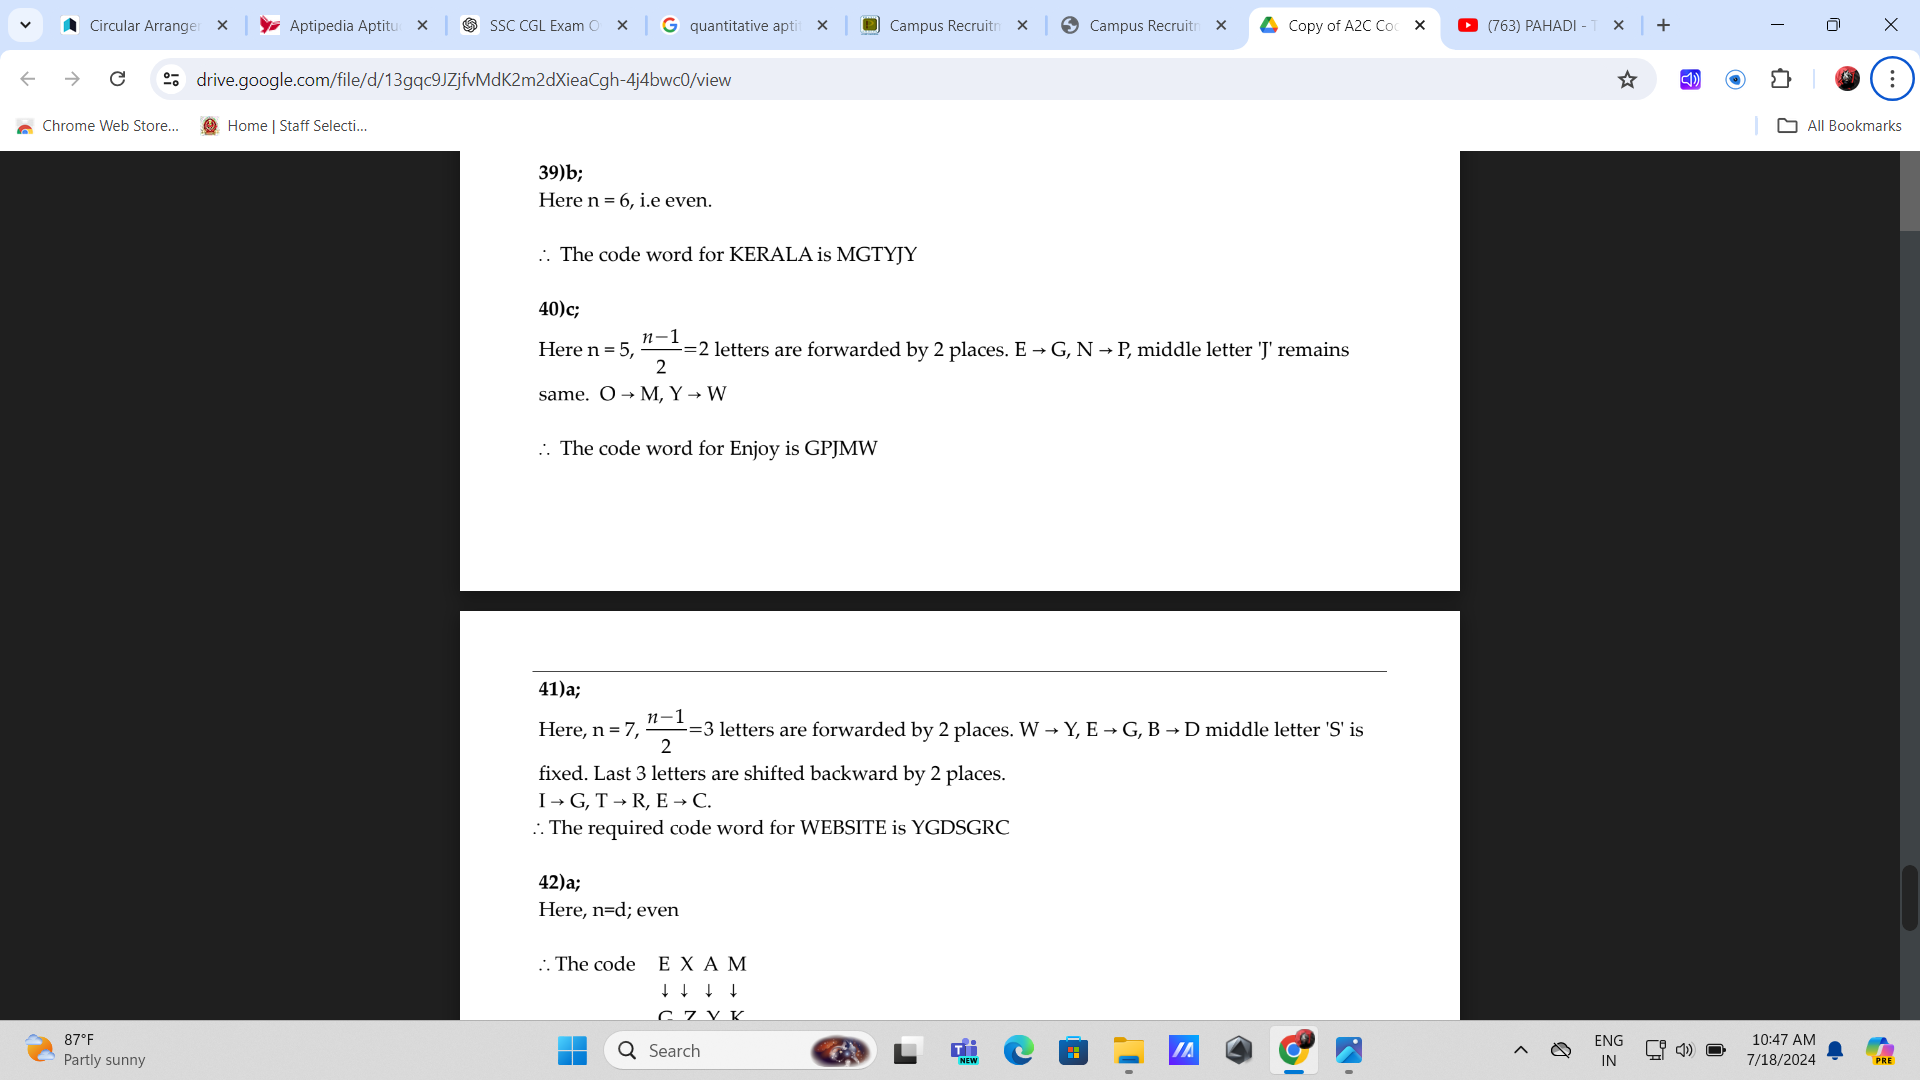 Circular Arranger
Aptipedia Aptitu
SSC CGL Exam O
quantitative apti
Campus Recruitn
Campus Recruitn
Copy of A2C Coc
(763) PAHADI - T
drive.google.com/file/d/13gqc9JZjfvMdK2m2dXieaCgh-4j4bwc0/view
Chrome Web Store...
Home | Staff Selecti...
All Bookmarks
39)b;
Here n = 6, i.e even.
∴ The code word for KERALA is MGTYJY
40)c;
Here n = 5, (n−1)/2 =2 letters are forwarded by 2 places. E → G, N → P, middle letter 'J' remains
same. O → M, Y → W
∴ The code word for Enjoy is GPJMW
41)a;
Here, n = 7, (n−1)/2 =3 letters are forwarded by 2 places. W → Y, E → G, B → D middle letter 'S' is
fixed. Last 3 letters are shifted backward by 2 places.
I → G, T → R, E → C.
∴ The required code word for WEBSITE is YGDSGRC
42)a;
Here, n=d; even
∴ The code E X A M
↓ ↓ ↓ ↓
G Z Y K
87°F
Partly sunny
Search
NEW
ENG
IN
10:47 AM
7/18/2024
PRE